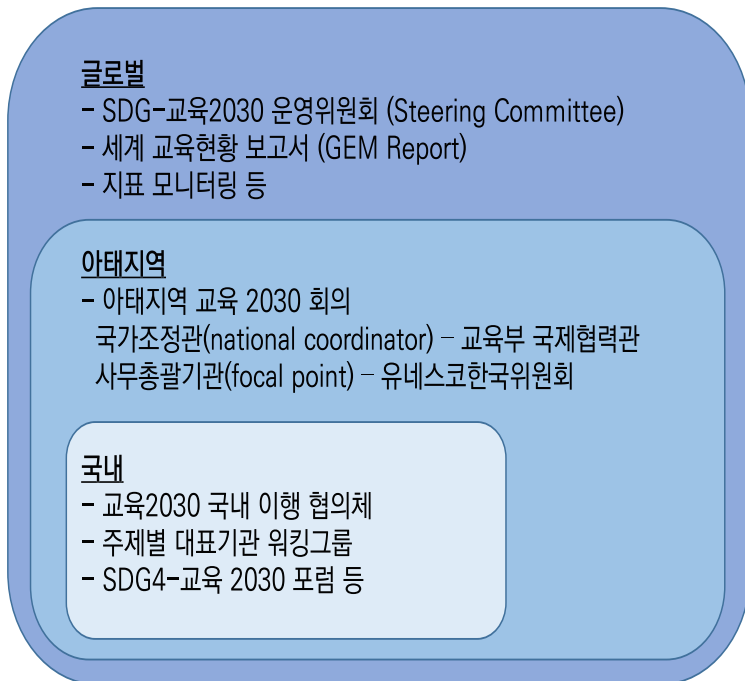 글로벌
- SDG-교육2030 운영위원회 (Steering Committee)
- 세계 교육현황 보고서 (GEM Report)
- 지표 모니터링 등
아태지역
- 아태지역 교육 2030 회의
국가조정관(national coordinator) - 교육부 국제협력관
사무총괄기관(focal point) - 유네스코한국위원회
국내
- 교육2030 국내 이행 협의체
- 주제별 대표기관 워킹그룹
- SDG4-교육 2030 포럼 등